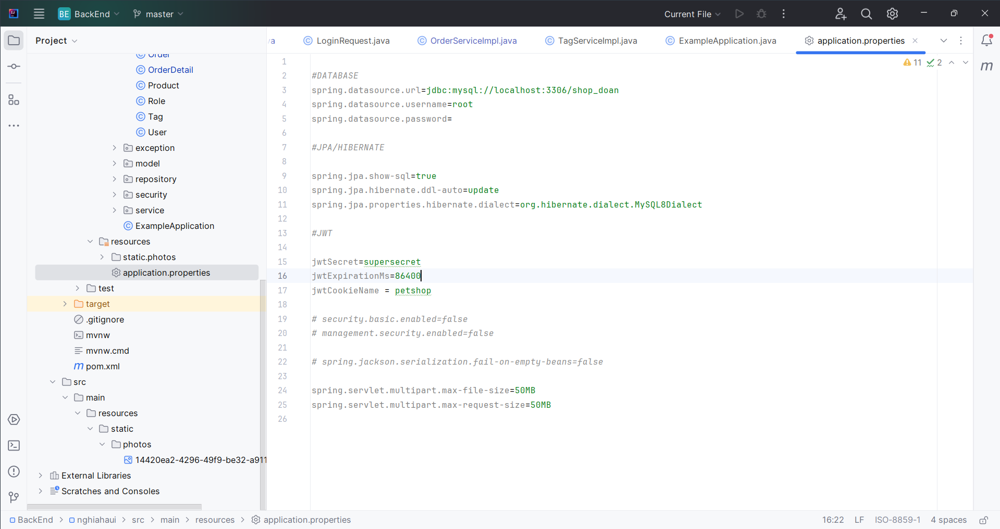 BE BackEnd master Current File
Project
/a LoginRequest.java OrderServiceImpl.java TagServiceImpl.java ExampleApplication.java application.properties
11 2
Order
OrderDetail
Product
Role
Tag
User
exception
model
repository
security
service
ExampleApplication
resources
static.photos
application.properties
test
target
.gitignore
mvnw
mvnw.cmd
m pom.xml
src
main
resources
static
photos
14420ea2-4296-49f9-be32-a911
External Libraries
Scratches and Consoles
1
2 #DATABASE
3 spring.datasource.url=jdbc:mysql://localhost:3306/shop_doan
4 spring.datasource.username=root
5 spring.datasource.password=
6
7 #JPA/HIBERNATE
8
9 spring.jpa.show-sql=true
10 spring.jpa.hibernate.ddl-auto=update
11 spring.jpa.properties.hibernate.dialect=org.hibernate.dialect.MySQL8Dialect
12
13 #JWT
14
15 jwtSecret=supersecret
16 jwtExpirationMs=86400
17 jwtCookieName = petshop
18
19 # security.basic.enabled=false
20 # management.security.enabled=false
21
22 # spring.jackson.serialization.fail-on-empty-beans=false
23
24 spring.servlet.multipart.max-file-size=50MB
25 spring.servlet.multipart.max-request-size=50MB
26
m
BackEnd > nghiahaui > src > main > resources > application.properties
16:22 LF ISO-8859-1 4 spaces